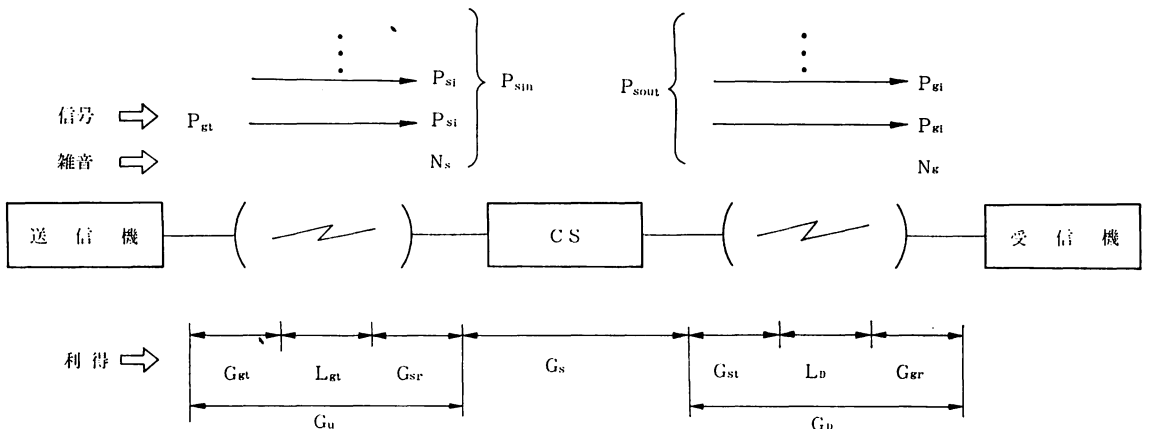 P_si P_sin P_sout P_gi
信号 P_gt P_si P_gi
雑音 N_s N_g
送信機 CS 受信機
利得 G_gt L_gt G_sr G_s G_st L_D G_gr
G_u G_D